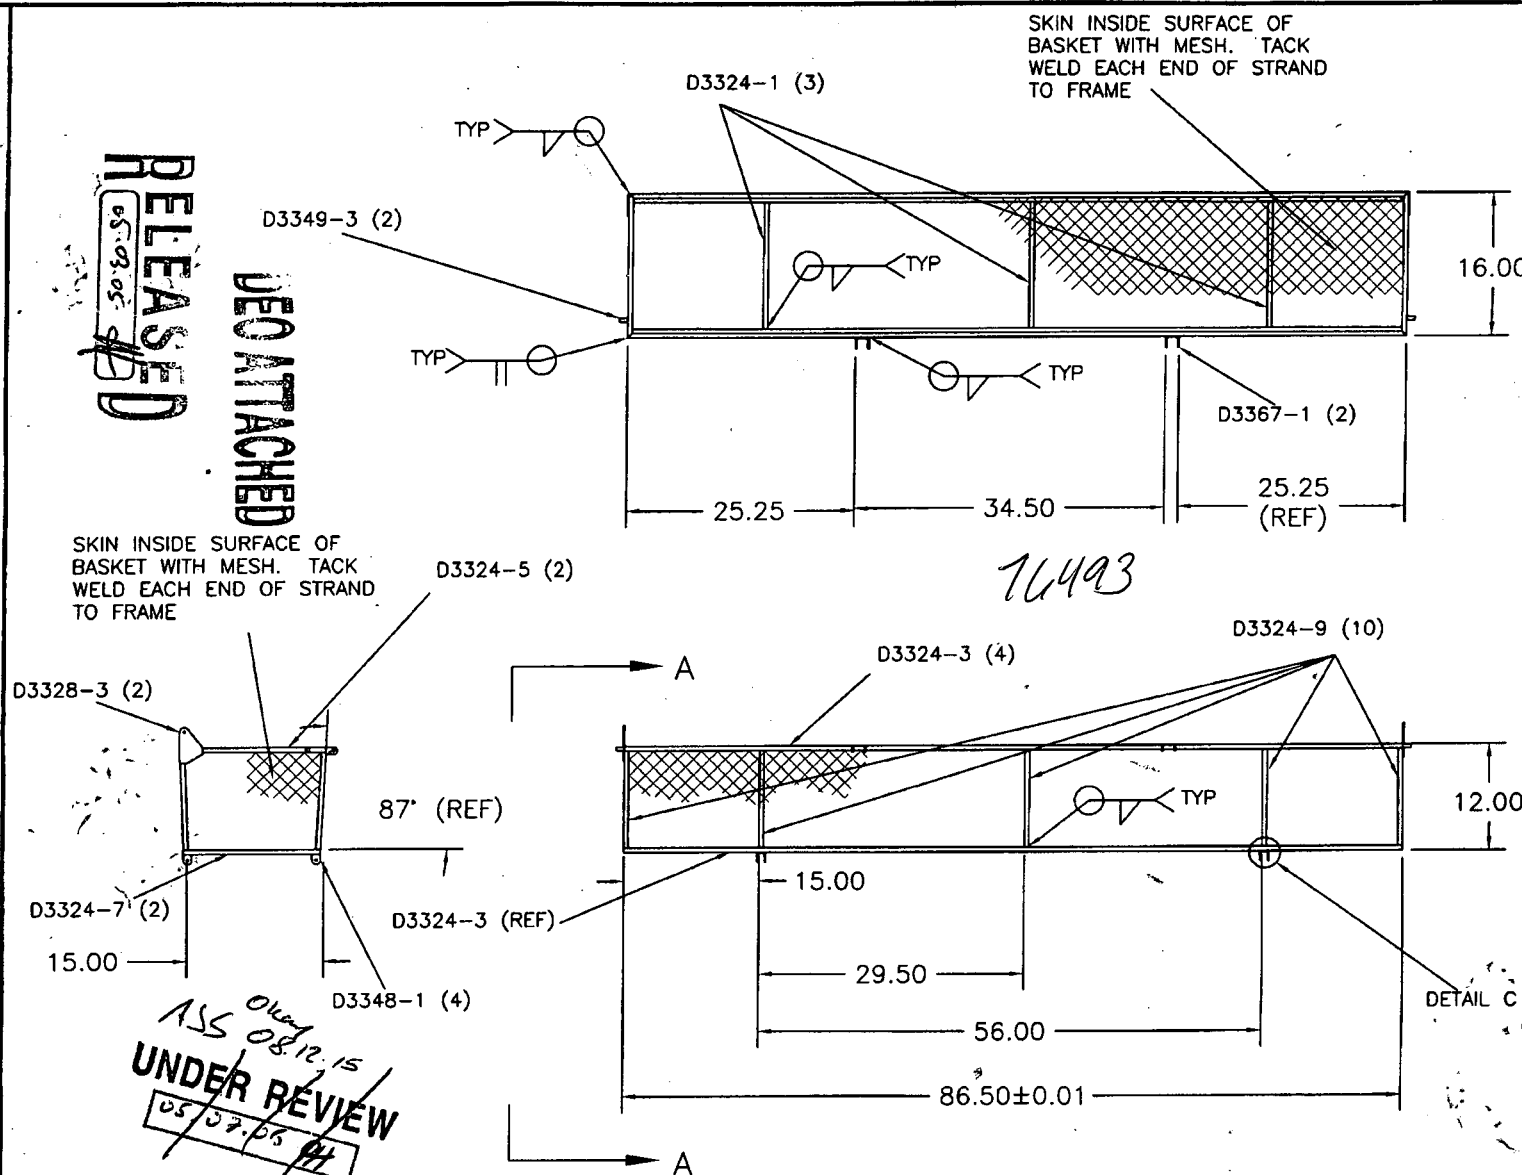 SKIN INSIDE SURFACE OF
BASKET WITH MESH. TACK
WELD EACH END OF STRAND
TO FRAME
D3324-1 (3)
TYP
RELEASED
05.03.05
DEO ATTACHED
D3349-3 (2)
TYP
16.00
TYP
TYP
D3367-1 (2)
25.25
34.50
25.25
(REF)
SKIN INSIDE SURFACE OF
BASKET WITH MESH. TACK
WELD EACH END OF STRAND
TO FRAME
D3324-5 (2)
16493
D3324-9 (10)
D3324-3 (4)
A
D3328-3 (2)
87° (REF)
TYP
12.00
15.00
D3324-7 (2)
D3324-3 (REF)
15.00
29.50
D3348-1 (4)
DETAIL C
56.00
86.50±0.01
Okay
08.12.15
UNDER REVIEW
A